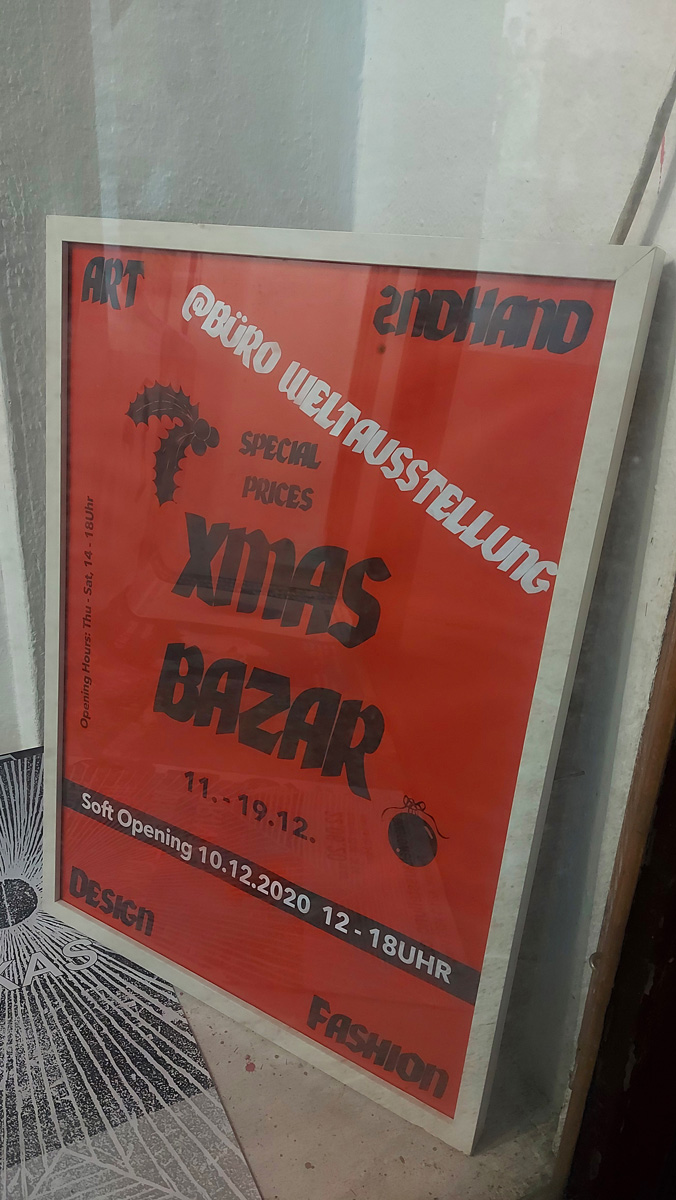 ART
2NDHAND
@BÜRO WELTAUSSTELLUNG
SPECIAL
PRICES
XMAS
BAZAR
11. - 19.12.
Opening Hours: Thu - Sat, 14 - 18Uhr
Soft Opening 10.12.2020 12 - 18UHR
DESIGN
FASHION
KAS